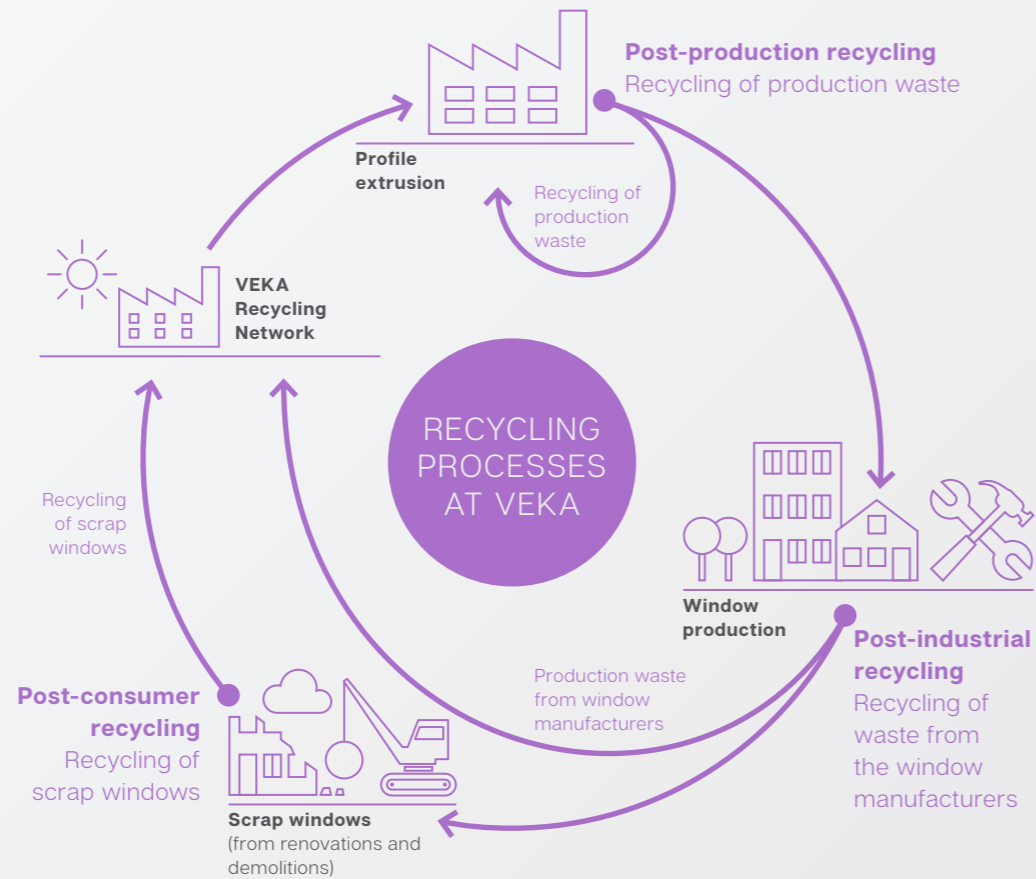 Post-production recycling
Recycling of production waste
Profile
extrusion
Recycling of
production
waste
VEKA
Recycling
Network
RECYCLING
PROCESSES
AT VEKA
Recycling
of scrap
windows
Window
production
Post-industrial
recycling
Recycling of
waste from
the window
manufacturers
Production waste
from window
manufacturers
Post-consumer
recycling
Recycling of
scrap windows
Scrap windows
(from renovations and
demolitions)